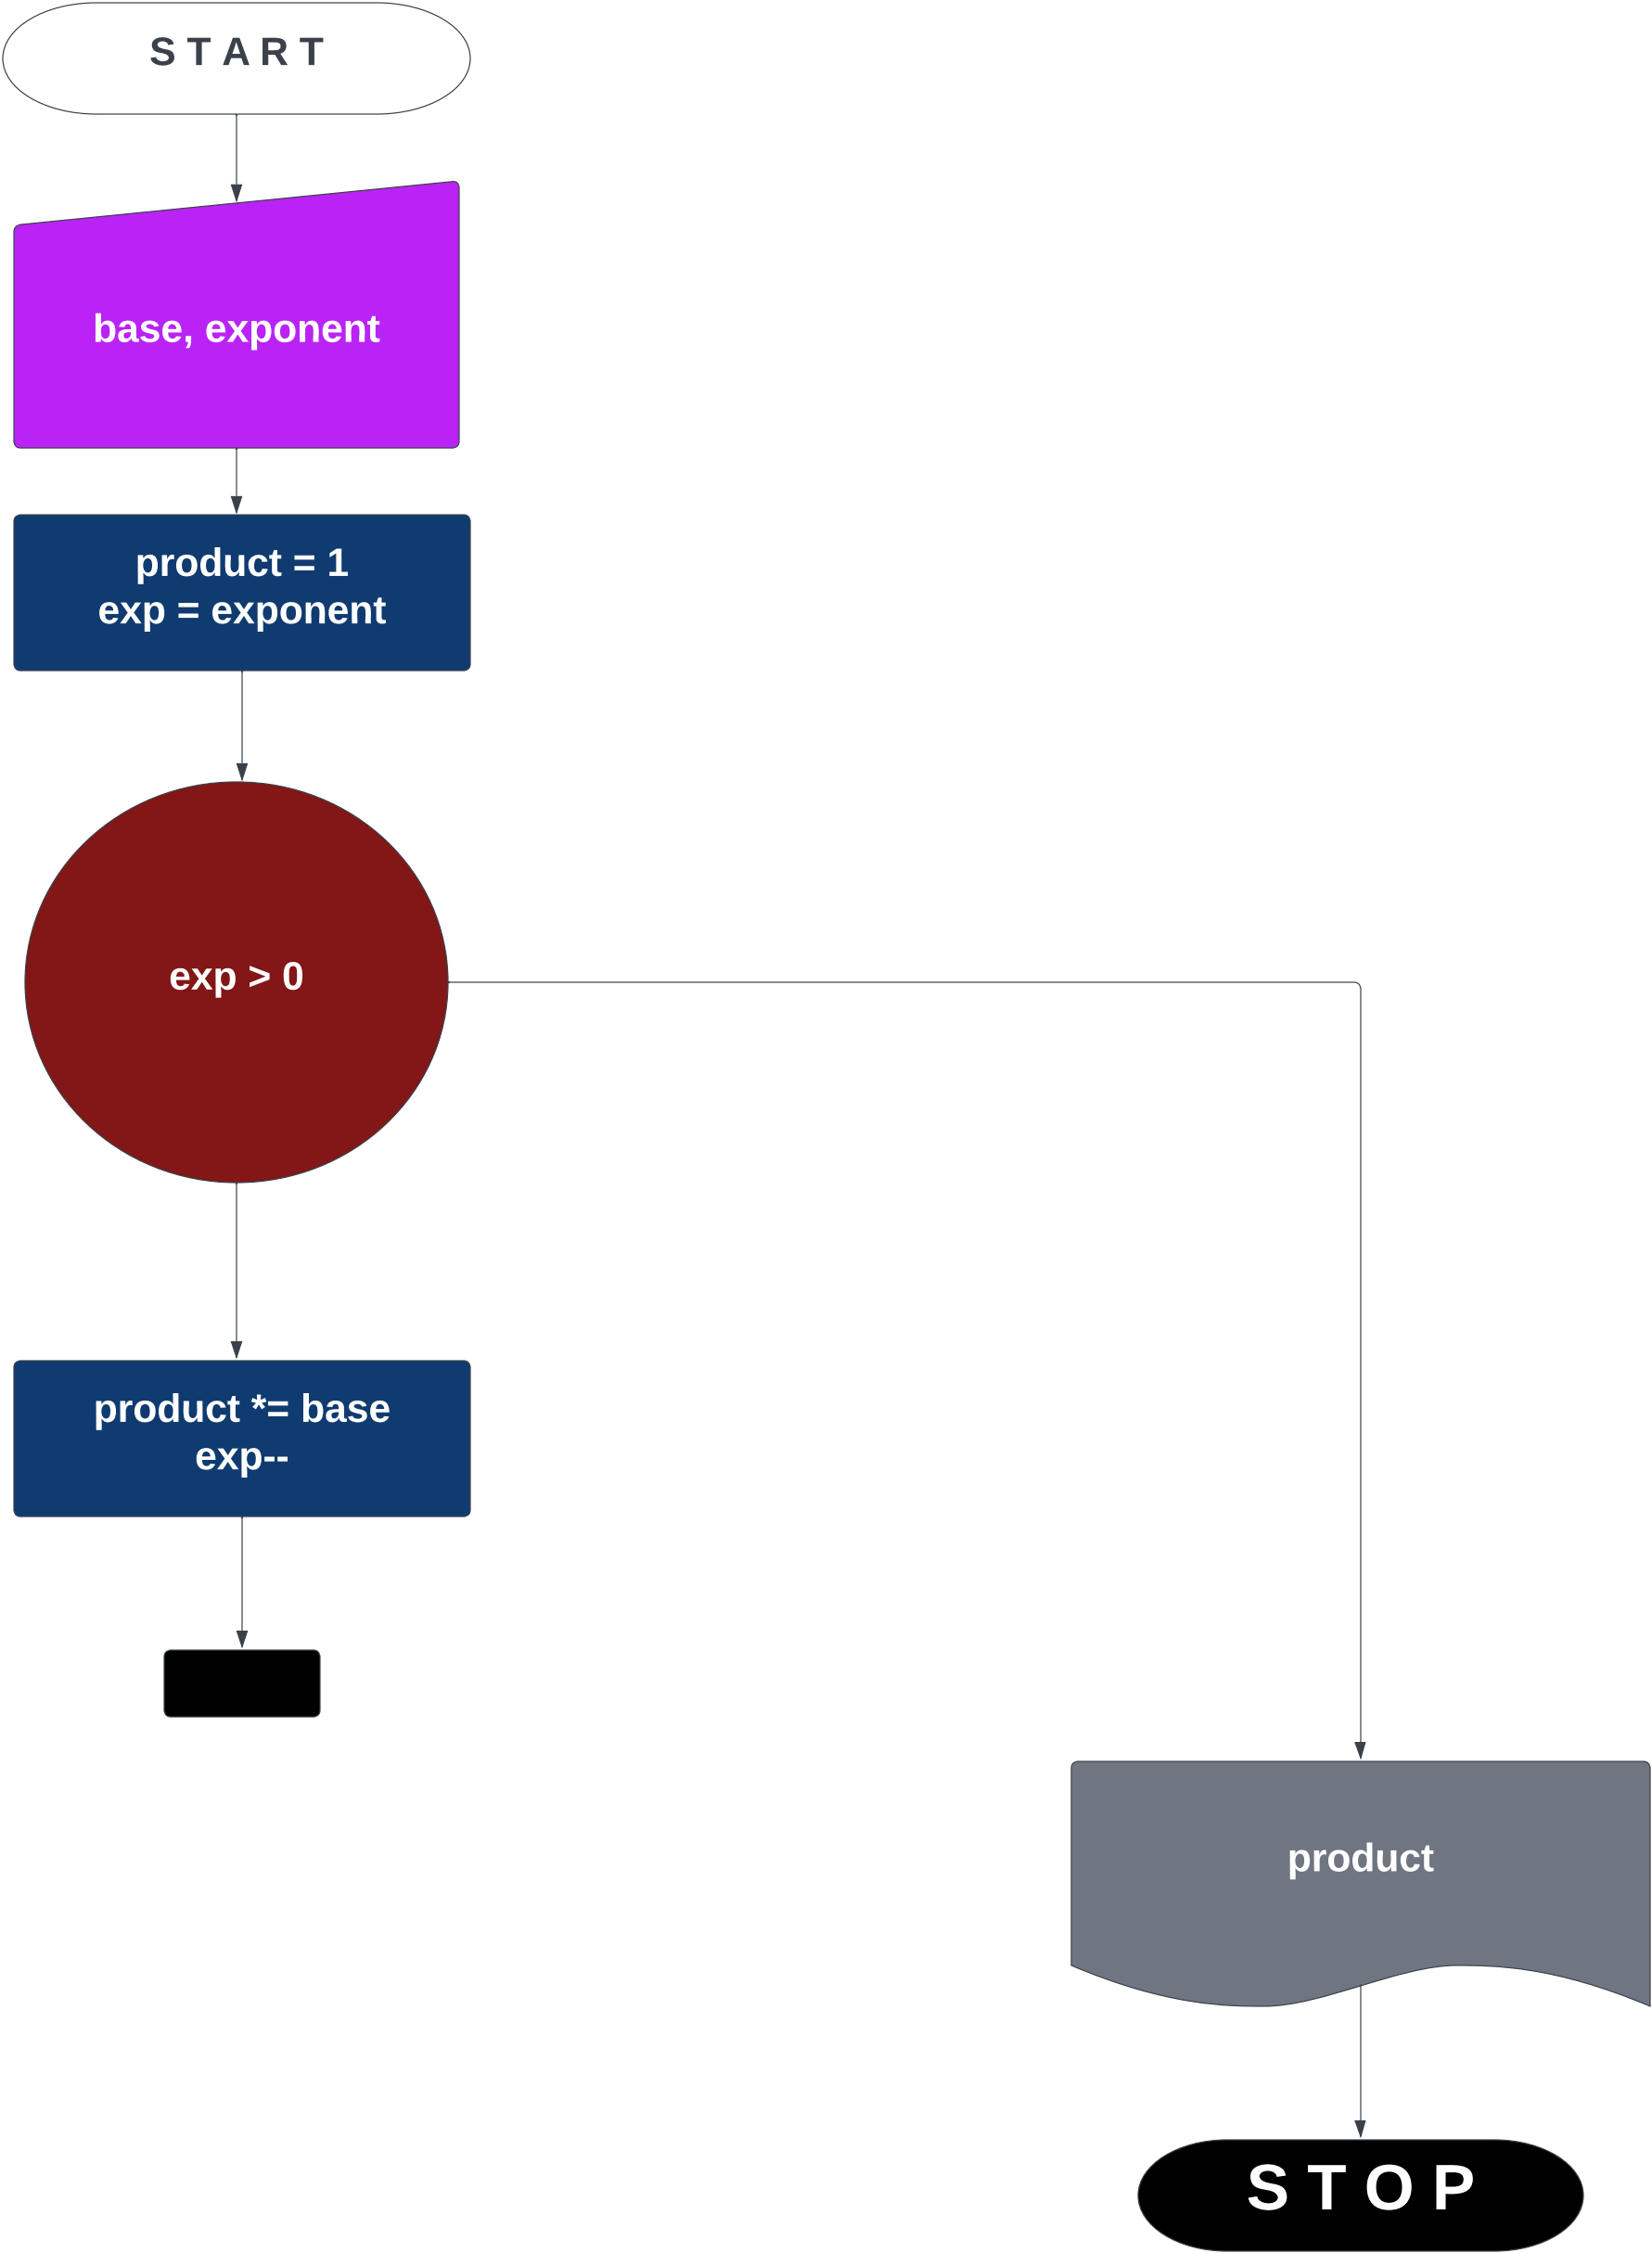 START
base, exponent
product = 1
exp = exponent
exp > 0
product *= base
exp--
product
STOP